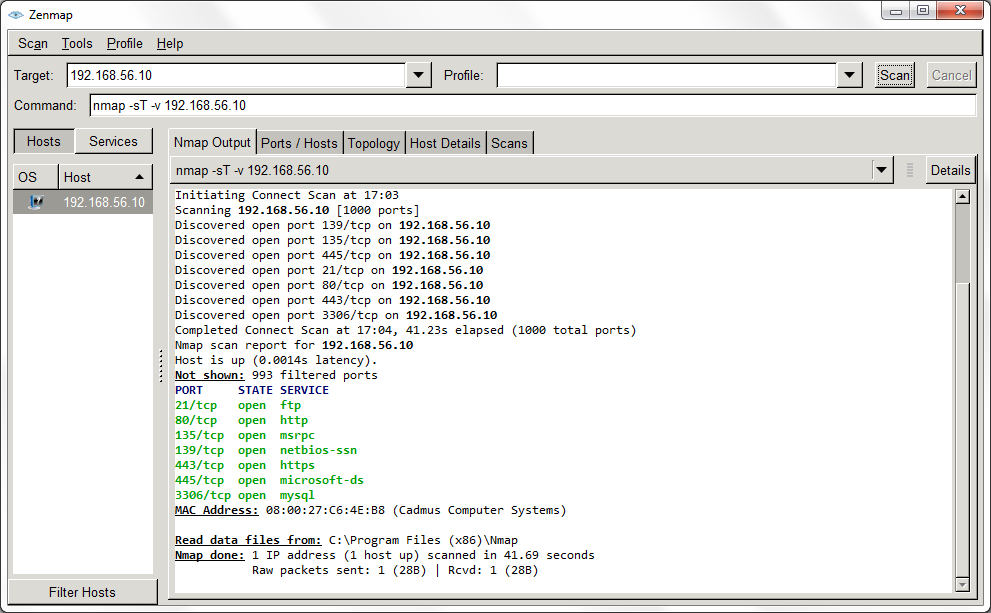 Zenmap
Scan Tools Profile Help
Target: 192.168.56.10 Profile: Scan Cancel
Command: nmap -sT -v 192.168.56.10
Hosts Services
OS Host
192.168.56.10
Filter Hosts
Nmap Output Ports / Hosts Topology Host Details Scans
nmap -sT -v 192.168.56.10 Details
Initiating Connect Scan at 17:03
Scanning 192.168.56.10 [1000 ports]
Discovered open port 139/tcp on 192.168.56.10
Discovered open port 135/tcp on 192.168.56.10
Discovered open port 445/tcp on 192.168.56.10
Discovered open port 21/tcp on 192.168.56.10
Discovered open port 80/tcp on 192.168.56.10
Discovered open port 443/tcp on 192.168.56.10
Discovered open port 3306/tcp on 192.168.56.10
Completed Connect Scan at 17:04, 41.23s elapsed (1000 total ports)
Nmap scan report for 192.168.56.10
Host is up (0.0014s latency).
Not shown: 993 filtered ports
PORT STATE SERVICE
21/tcp open ftp
80/tcp open http
135/tcp open msrpc
139/tcp open netbios-ssn
443/tcp open https
445/tcp open microsoft-ds
3306/tcp open mysql
MAC Address: 08:00:27:C6:4E:B8 (Cadmus Computer Systems)
Read data files from: C:\Program Files (x86)\Nmap
Nmap done: 1 IP address (1 host up) scanned in 41.69 seconds
Raw packets sent: 1 (28B) | Rcvd: 1 (28B)